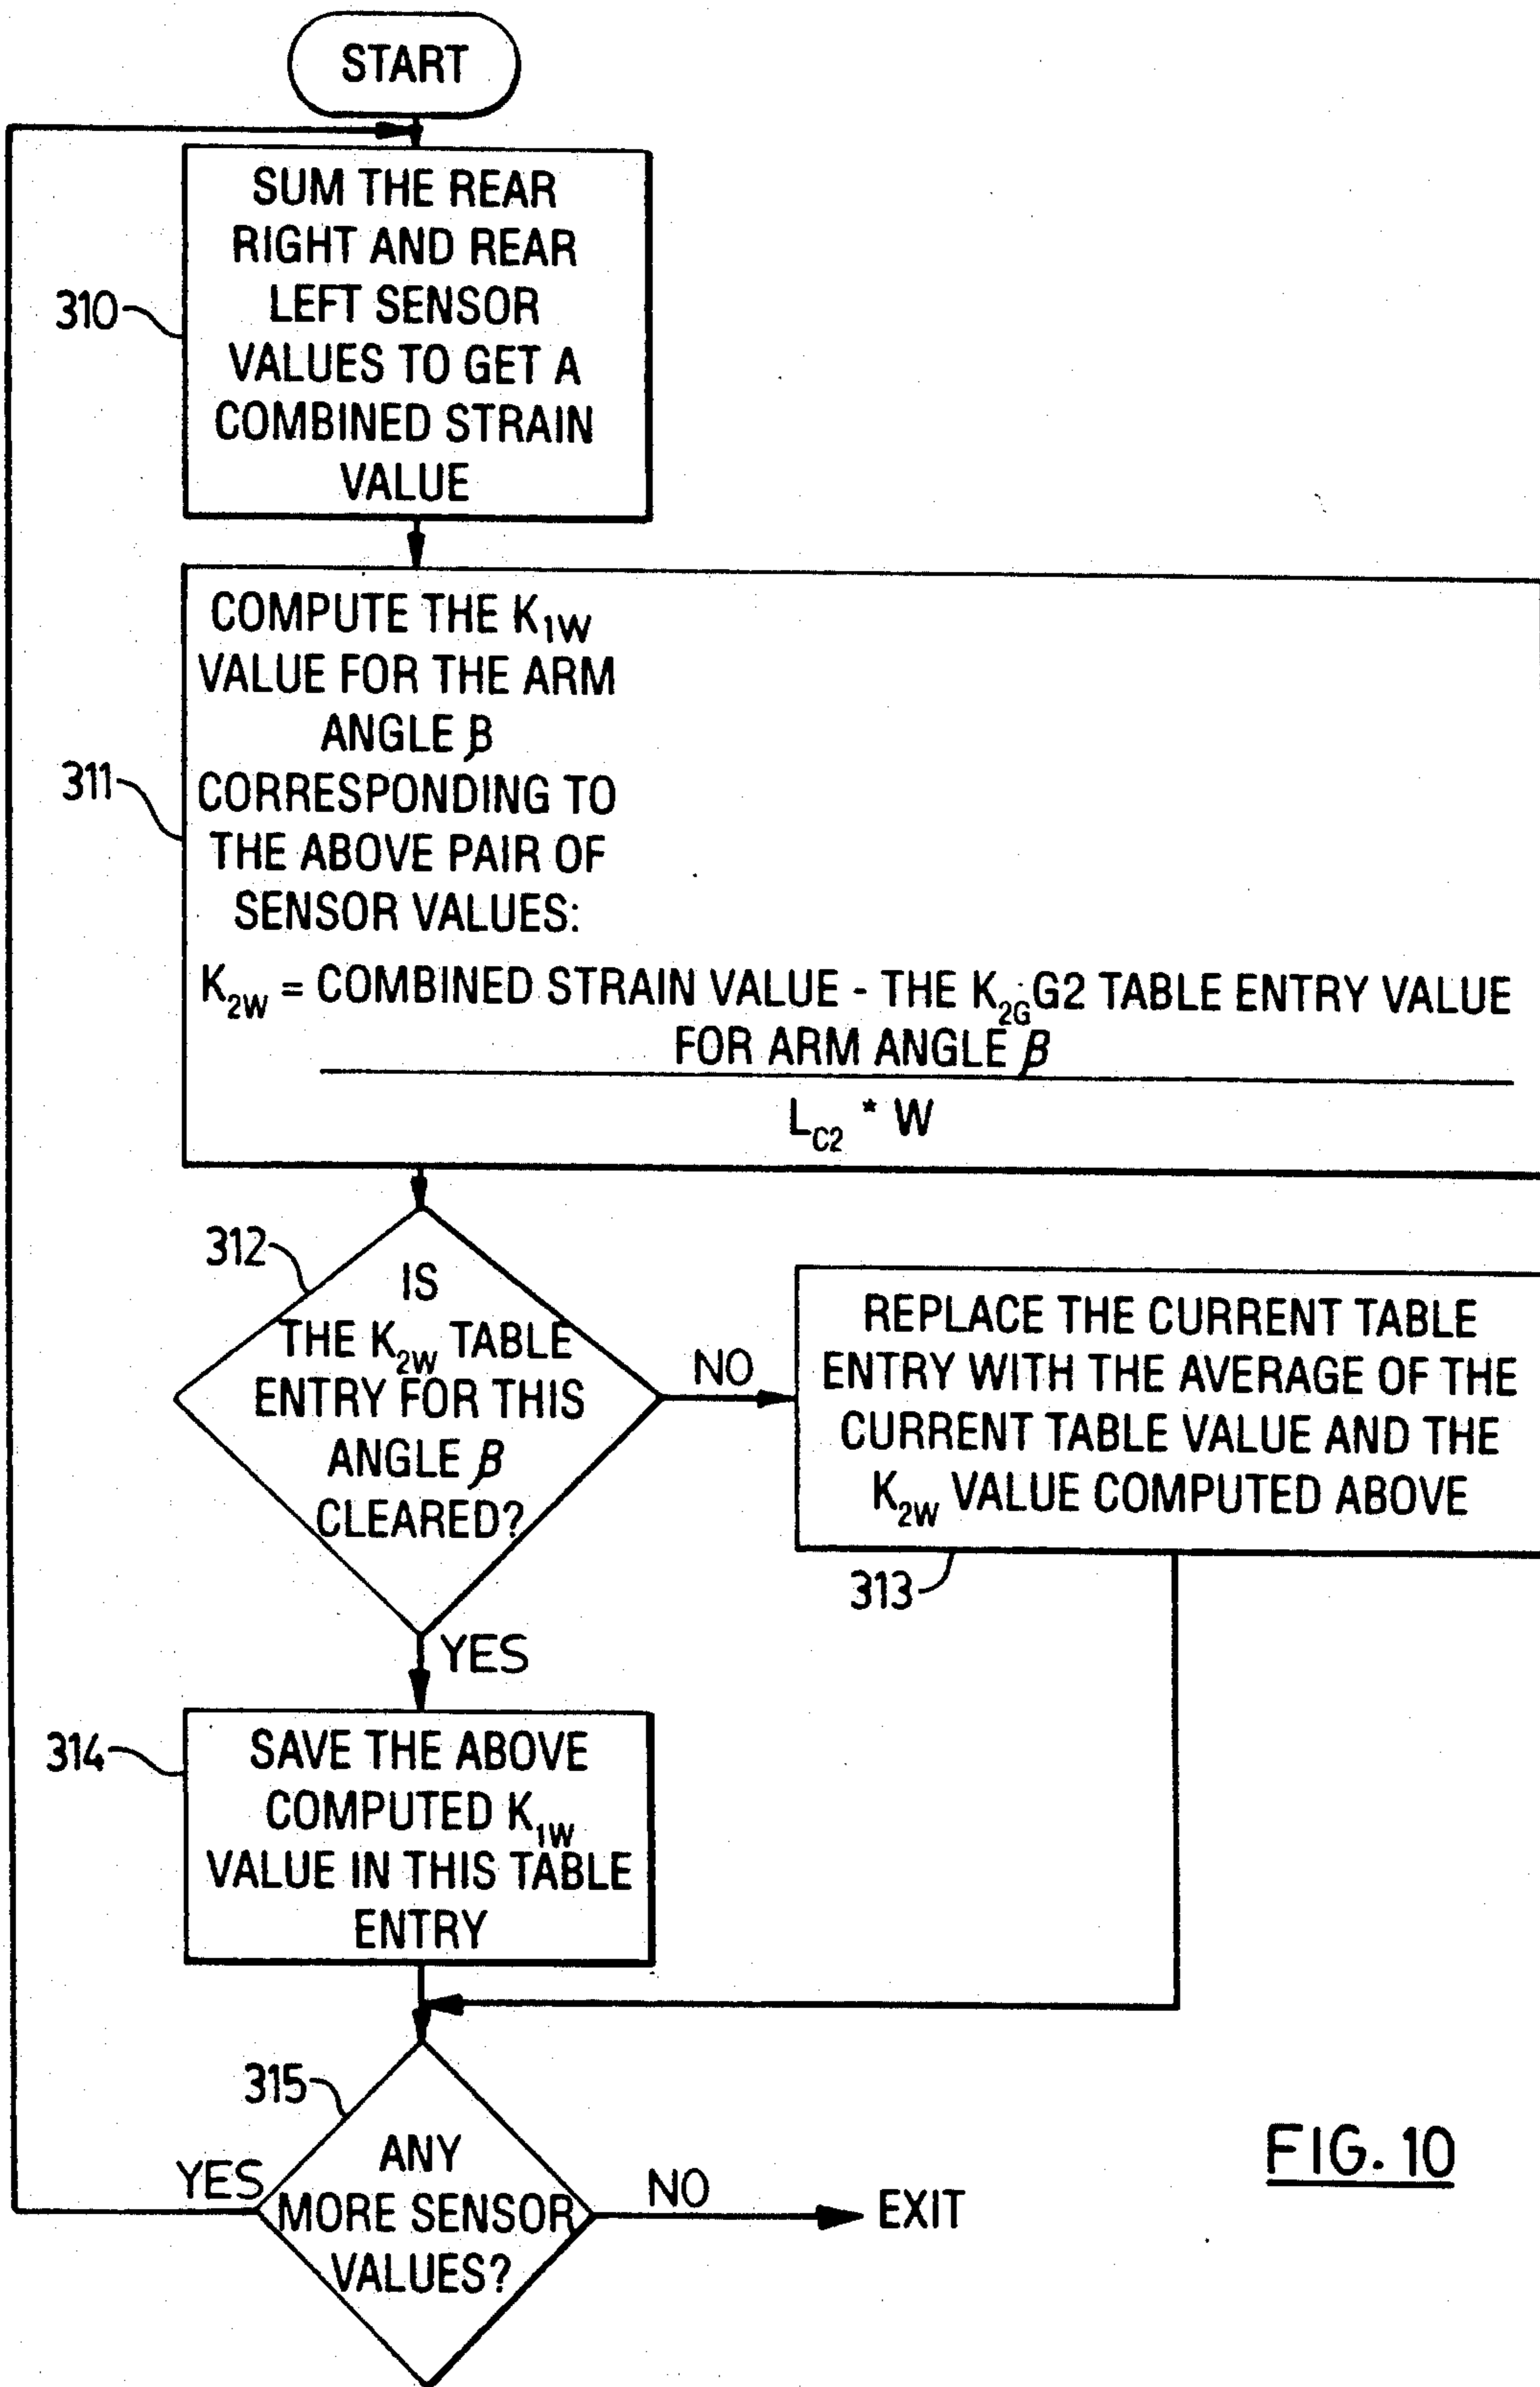 START
SUM THE REAR
RIGHT AND REAR
LEFT SENSOR
VALUES TO GET A
COMBINED STRAIN
VALUE
310
COMPUTE THE K1W
VALUE FOR THE ARM
ANGLE β
CORRESPONDING TO
THE ABOVE PAIR OF
SENSOR VALUES:
311
K2W = COMBINED STRAIN VALUE - THE K2GG2 TABLE ENTRY VALUE
FOR ARM ANGLE β
LC2 * W
312
IS
THE K2W TABLE
ENTRY FOR THIS
ANGLE β
CLEARED?
NO
REPLACE THE CURRENT TABLE
ENTRY WITH THE AVERAGE OF THE
CURRENT TABLE VALUE AND THE
K2W VALUE COMPUTED ABOVE
313
YES
314
SAVE THE ABOVE
COMPUTED K1W
VALUE IN THIS TABLE
ENTRY
315
ANY
MORE SENSOR
VALUES?
YES
NO
EXIT
FIG. 10